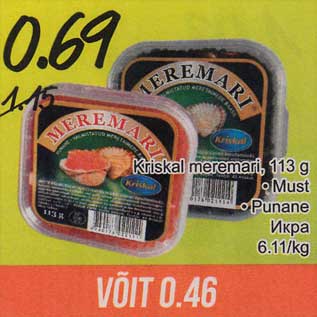 0.69
1.15
MEREMARI
Kriskal
MEREMARI
Kriskal
113 g
Kriskal meremari, 113 g
• Must
• Punane
Икра
6.11/kg
VÕIT 0.46